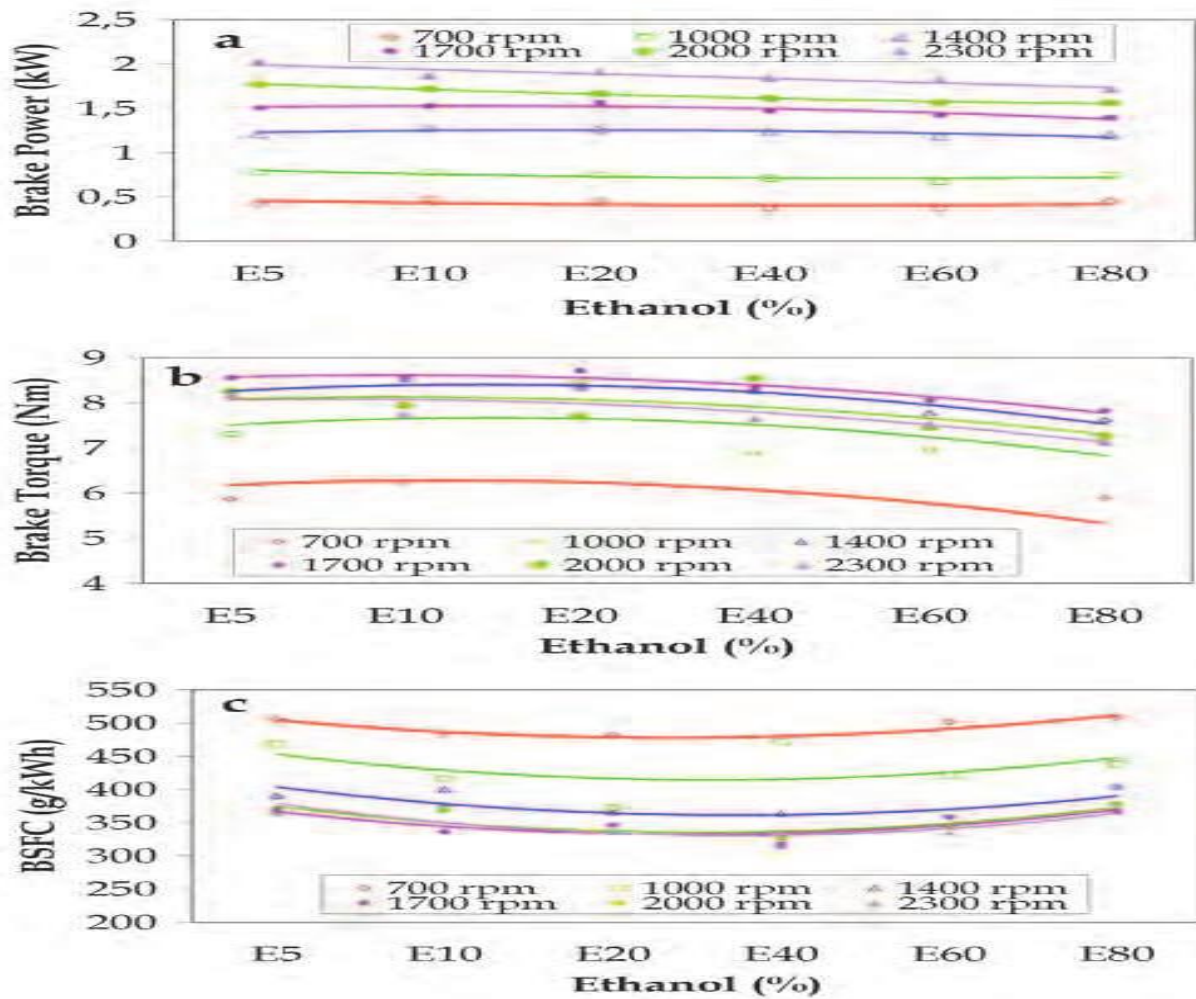 a
700 rpm 1000 rpm 1400 rpm
1700 rpm 2000 rpm 2300 rpm
Brake Power (kW)
2,5
2
1,5
1
0,5
0
E5 E10 E20 E40 E60 E80
Ethanol (%)
b
Brake Torque (Nm)
9
8
7
6
5
4
700 rpm 1000 rpm 1400 rpm
1700 rpm 2000 rpm 2300 rpm
E5 E10 E20 E40 E60 E80
Ethanol (%)
c
BSFC (g/kWh)
550
500
450
400
350
300
250
200
700 rpm 1000 rpm 1400 rpm
1700 rpm 2000 rpm 2300 rpm
E5 E10 E20 E40 E60 E80
Ethanol (%)